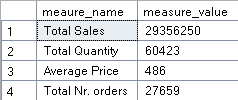 meaure_name measure_value
1 Total Sales 29356250
2 Total Quantity 60423
3 Average Price 486
4 Total Nr. orders 27659